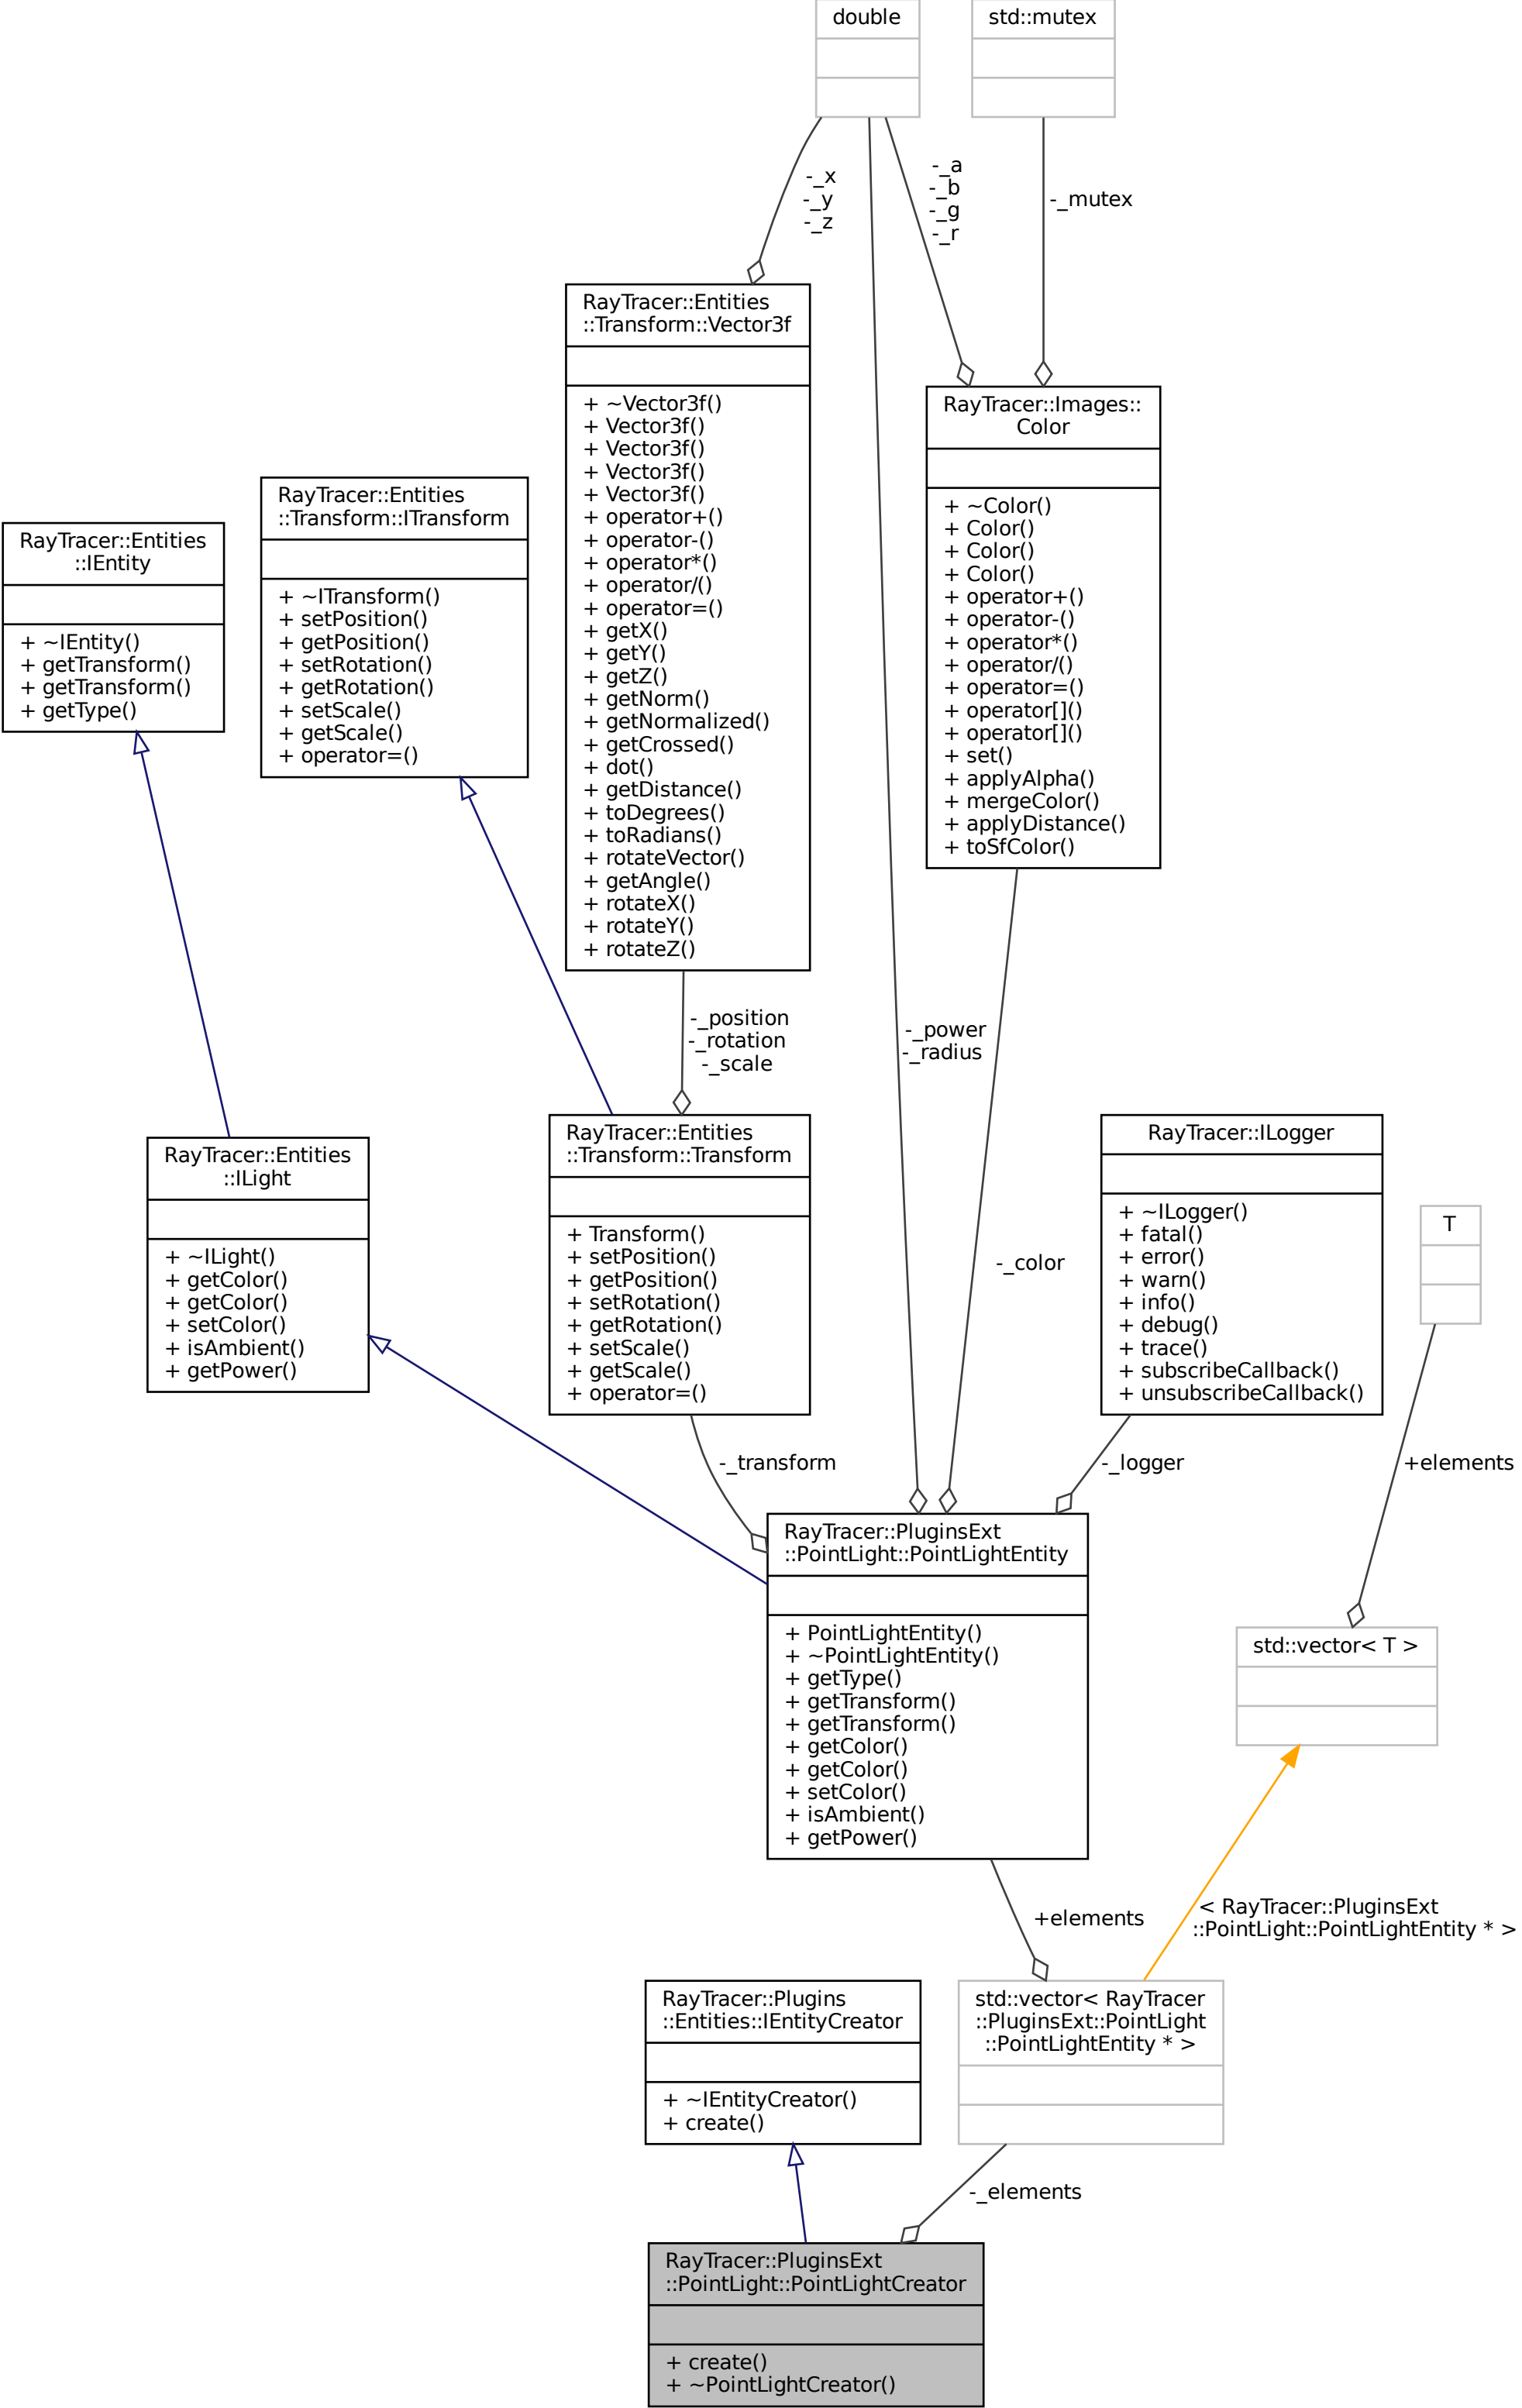 double
std::mutex
-_x
-_y
-_z
-_a
-_b
-_g
-_r
-_mutex
RayTracer::Entities
::Transform::Vector3f
+ ~Vector3f()
+ Vector3f()
+ Vector3f()
+ Vector3f()
+ Vector3f()
+ operator+()
+ operator-()
+ operator*()
+ operator/()
+ operator=()
+ getX()
+ getY()
+ getZ()
+ getNorm()
+ getNormalized()
+ getCrossed()
+ dot()
+ getDistance()
+ toDegrees()
+ toRadians()
+ rotateVector()
+ getAngle()
+ rotateX()
+ rotateY()
+ rotateZ()
RayTracer::Images::
Color
+ ~Color()
+ Color()
+ Color()
+ Color()
+ operator+()
+ operator-()
+ operator*()
+ operator/()
+ operator=()
+ operator[]()
+ operator[]()
+ set()
+ applyAlpha()
+ mergeColor()
+ applyDistance()
+ toSfColor()
RayTracer::Entities
::Transform::ITransform
+ ~ITransform()
+ setPosition()
+ getPosition()
+ setRotation()
+ getRotation()
+ setScale()
+ getScale()
+ operator=()
RayTracer::Entities
::IEntity
+ ~IEntity()
+ getTransform()
+ getTransform()
+ getType()
-_position
-_rotation
-_scale
-_power
-_radius
RayTracer::Entities
::ILight
+ ~ILight()
+ getColor()
+ getColor()
+ setColor()
+ isAmbient()
+ getPower()
RayTracer::Entities
::Transform::Transform
+ Transform()
+ setPosition()
+ getPosition()
+ setRotation()
+ getRotation()
+ setScale()
+ getScale()
+ operator=()
-_color
RayTracer::ILogger
+ ~ILogger()
+ fatal()
+ error()
+ warn()
+ info()
+ debug()
+ trace()
+ subscribeCallback()
+ unsubscribeCallback()
T
-_transform
-_logger
+elements
RayTracer::PluginsExt
::PointLight::PointLightEntity
+ PointLightEntity()
+ ~PointLightEntity()
+ getType()
+ getTransform()
+ getTransform()
+ getColor()
+ getColor()
+ setColor()
+ isAmbient()
+ getPower()
std::vector< T >
+elements
< RayTracer::PluginsExt
::PointLight::PointLightEntity * >
RayTracer::Plugins
::Entities::IEntityCreator
+ ~IEntityCreator()
+ create()
std::vector< RayTracer
::PluginsExt::PointLight
::PointLightEntity * >
-_elements
RayTracer::PluginsExt
::PointLight::PointLightCreator
+ create()
+ ~PointLightCreator()